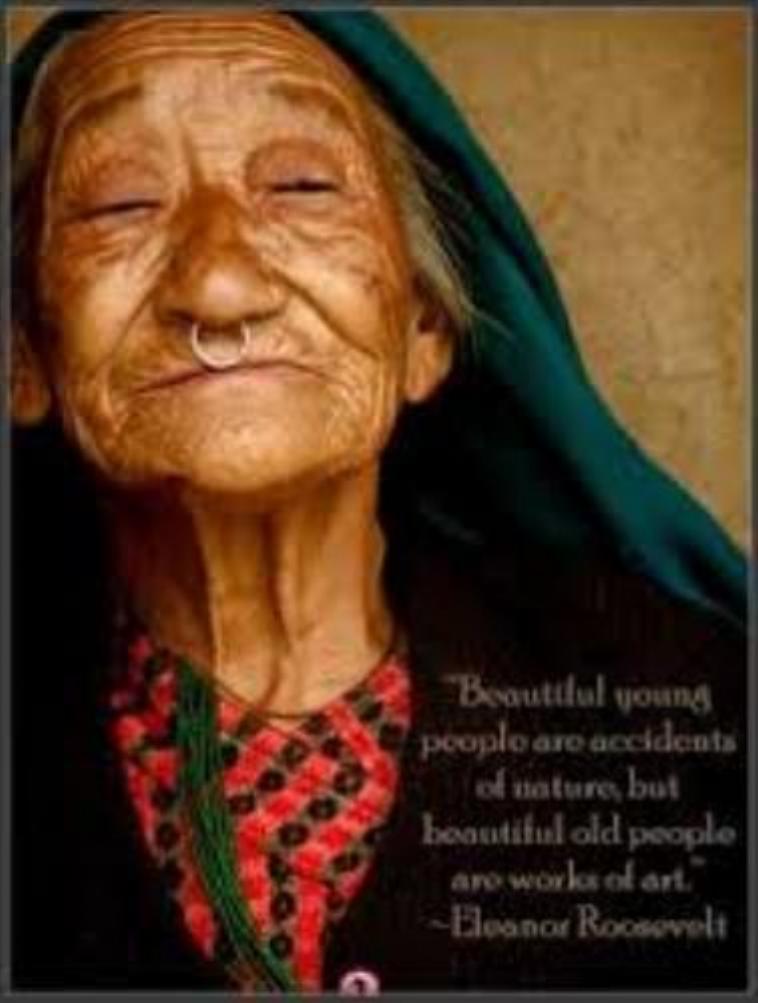 "Beautiful young
people are accidents
of nature, but
beautiful old people
are works of art."
~Eleanor Roosevelt